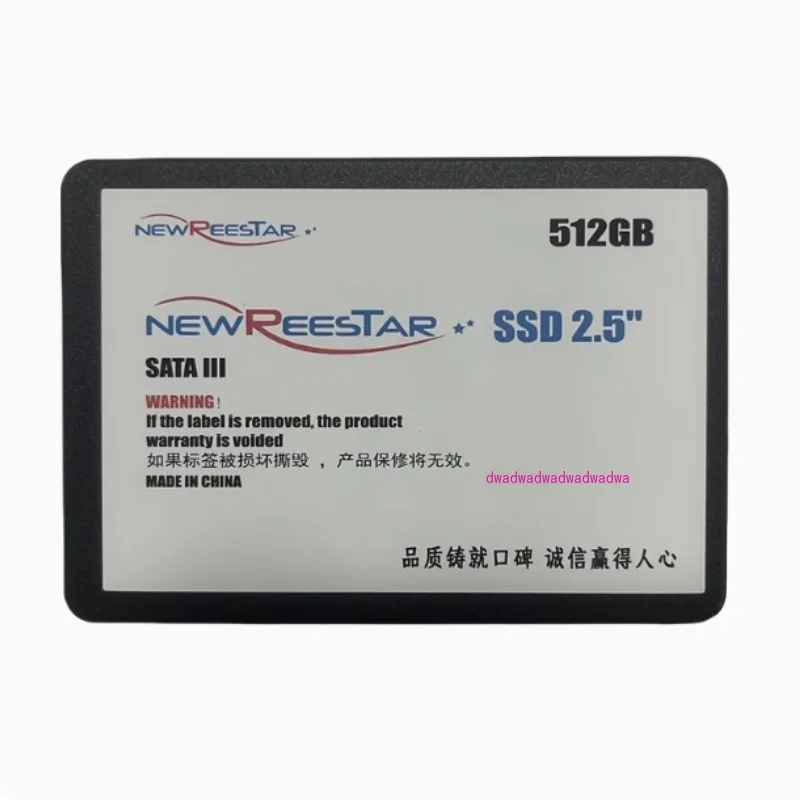 NEWREESTAR
512GB
NEWREESTAR SSD 2.5"
SATA III
WARNING!
If the label is removed, the product
warranty is voided
如果标签被损坏撕毁 ，产品保修将无效。
MADE IN CHINA
dwadwadwadwadwadwa
品质铸就口碑 诚信赢得人心